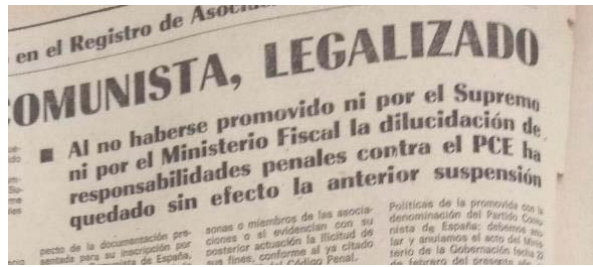 en el Registro de
COMUNISTA, LEGALIZADO
■ Al no haberse promovido ni por el Supremo
ni por el Ministerio Fiscal la dilucidación de
responsabilidades penales contra el PCE ha
quedado sin efecto la anterior suspensión
pecto de la documentación pre-
sentada para su inscripción por
de España,
sonas o miembros de las asocia-
ciones o si evidencian con su
posterior actuación la ilicitud de
sus fines, conforme al ya citado
del Código Penal.
Políticas de la promovida con la
denominación del Partido Comu-
nista de España; debemos
lar y anulamos el acto del Minis-
terio de la Gobernación fecha 22
de febrero del presente